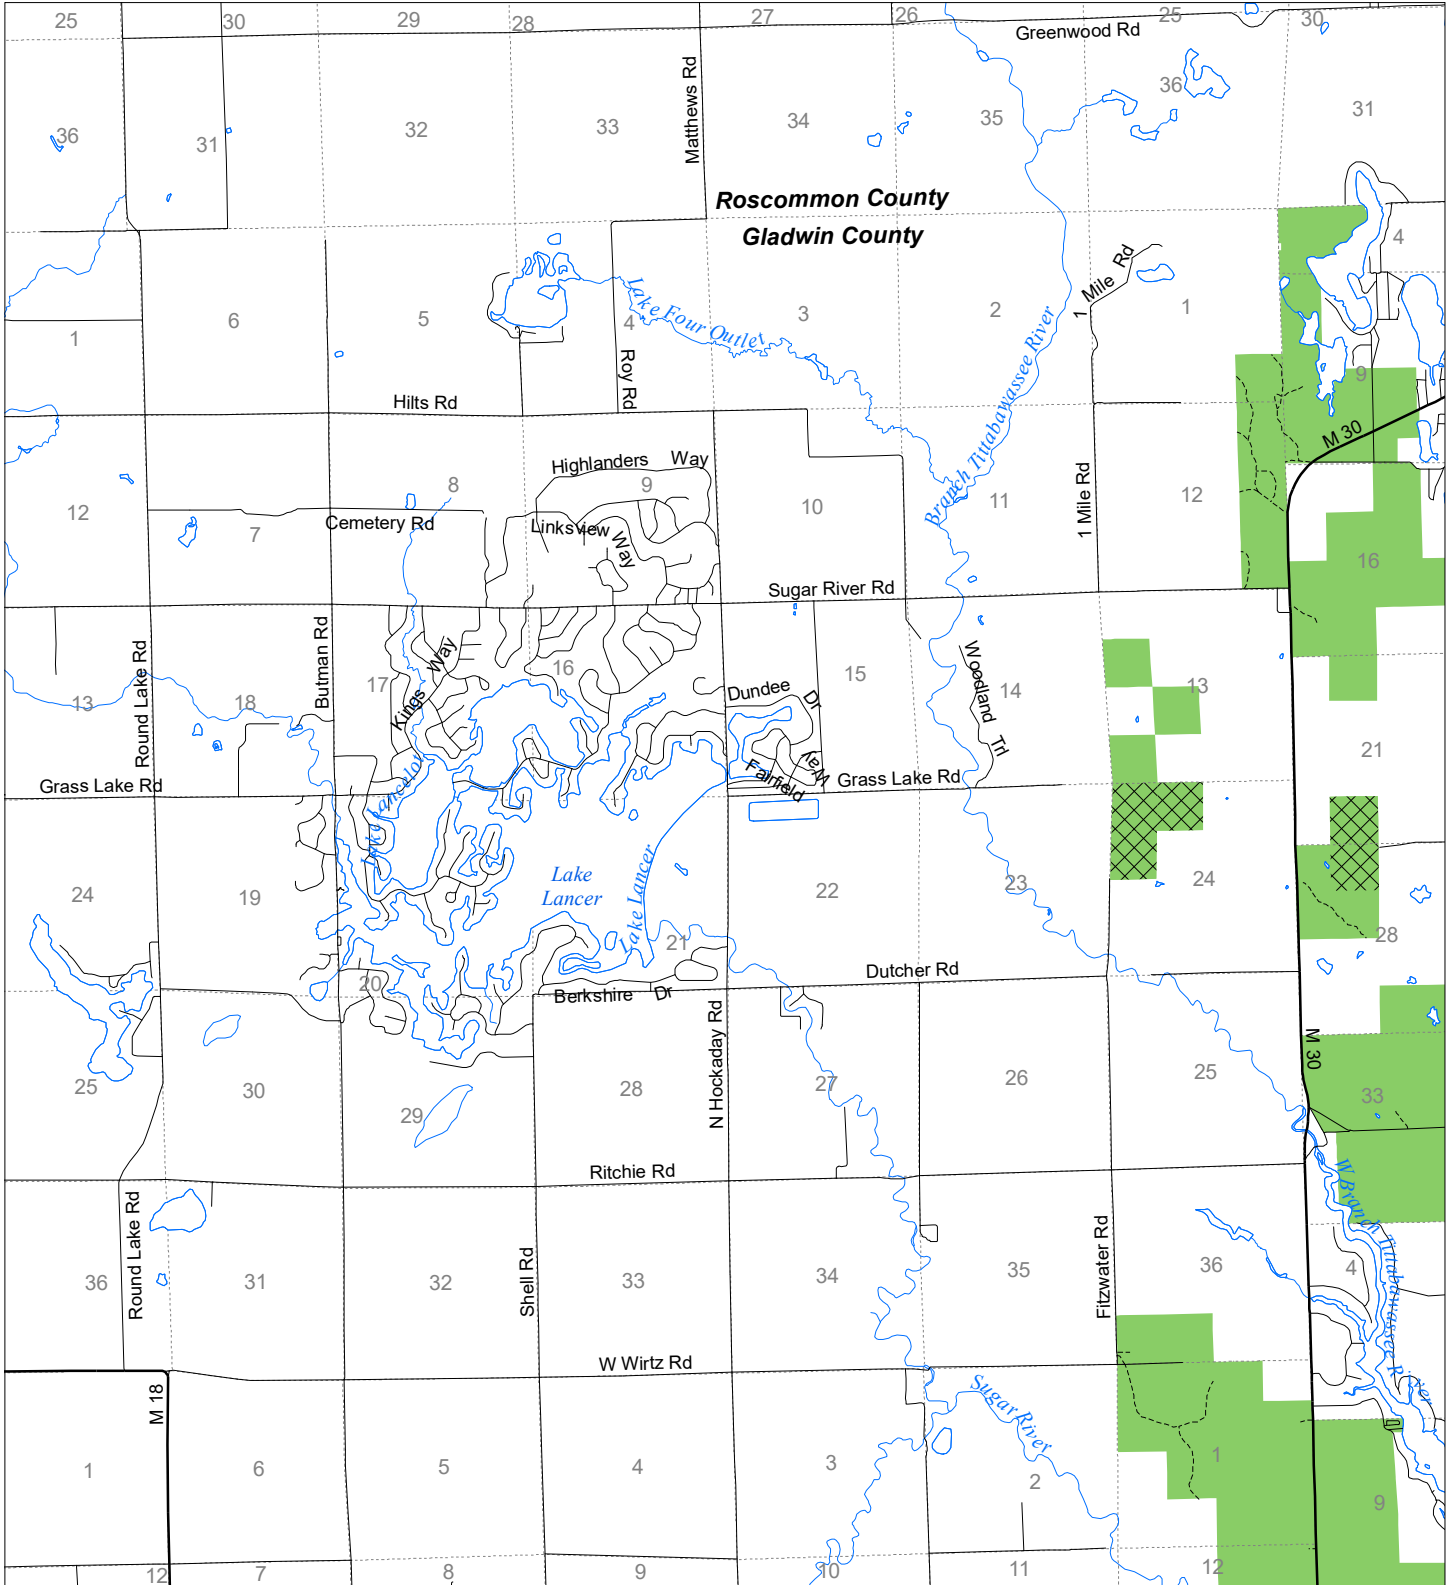 25
30
29
28
27
26
25
30
Greenwood Rd
36
31
32
33
Matthews Rd
34
35
36
31
Roscommon County
Gladwin County
4
1
6
5
4
Lake Four Outlet
3
2
1 Mile Rd
1
Roy Rd
Branch Tittabawassee River
9
Hilts Rd
M 30
Highlanders Way
12
7
8
9
10
11
12
Cemetery Rd
Linksview Way
1 Mile Rd
16
Sugar River Rd
Round Lake Rd
Butman Rd
13
18
17
Kings Way
16
Dundee Dr
15
Woodland Trl
14
13
21
Fairfield Way
Grass Lake Rd
Grass Lake Rd
Lake Lancelot
Lake
Lancer
Lake Lancer
24
19
20
21
22
23
24
28
Dutcher Rd
Berkshire Dr
N Hockaday Rd
M 30
25
30
29
28
27
26
25
33
Ritchie Rd
W Branch Tittabawassee River
Round Lake Rd
Shell Rd
Fitzwater Rd
36
31
32
33
34
35
36
4
W Wirtz Rd
M 18
Sugar River
1
6
5
4
3
2
1
9
12
7
8
9
10
11
12